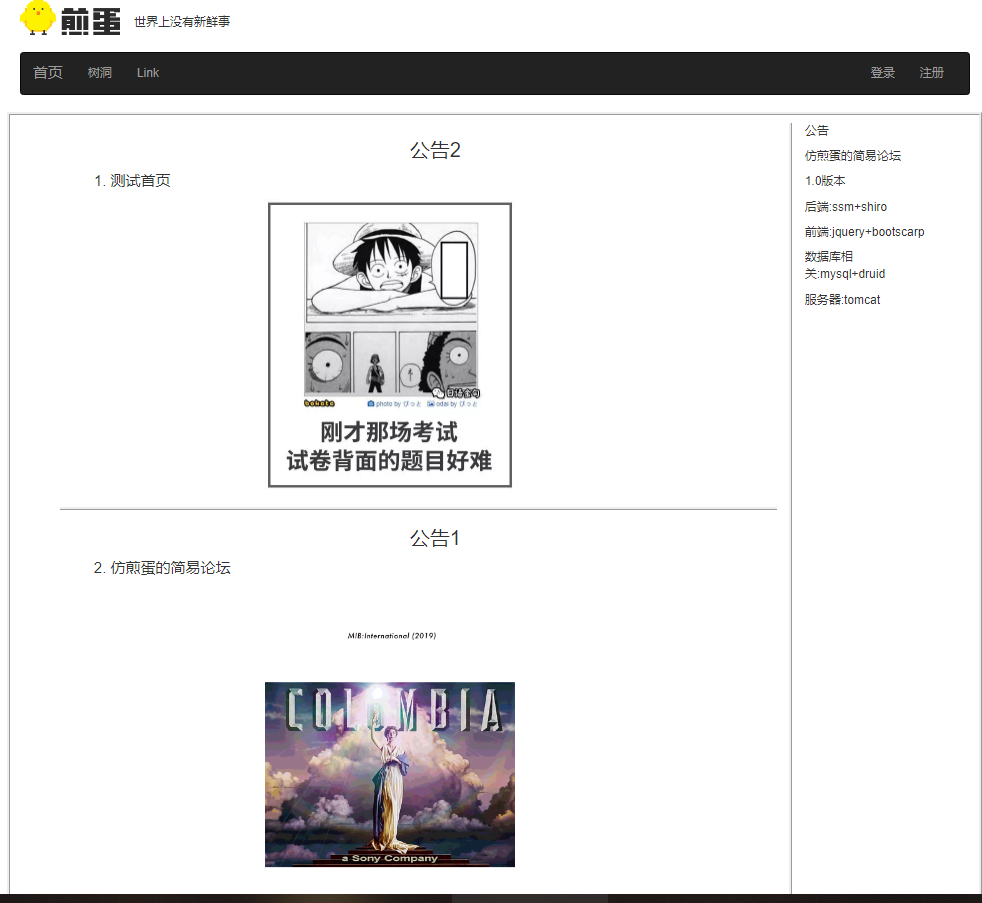 煎蛋 世界上没有新鲜事
首页 树洞 Link 登录 注册
公告2
1. 测试首页
日语金句
bokete photo by びっと odai by びっと
刚才那场考试
试卷背面的题目好难
公告1
2. 仿煎蛋的简易论坛
MIB:International (2019)
COLUMBIA
a Sony Company
公告
仿煎蛋的简易论坛
1.0版本
后端:ssm+shiro
前端:jquery+bootscarp
数据库相
关:mysql+druid
服务器:tomcat